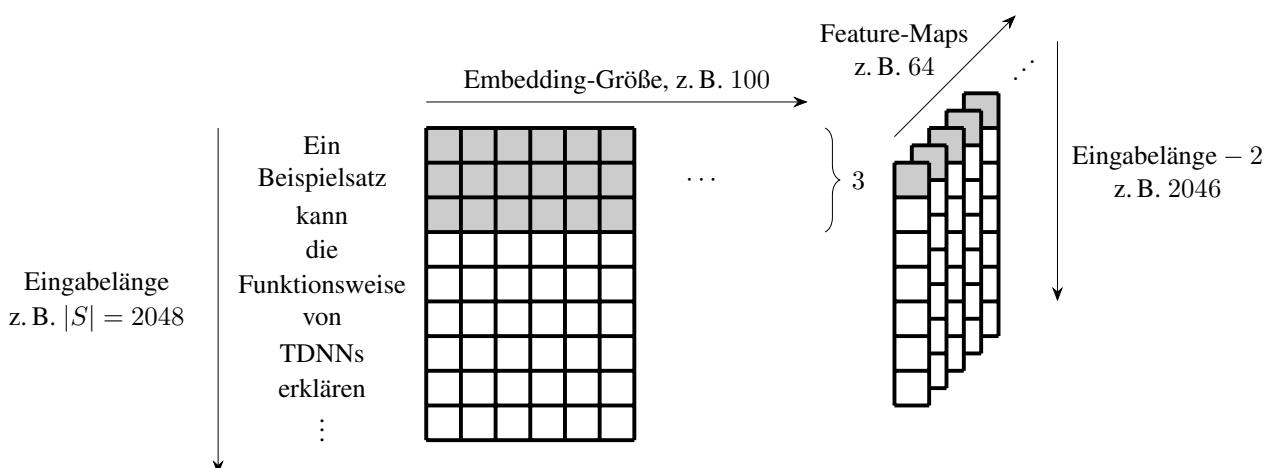 Feature-Maps
z. B. 64
Embedding-Größe, z. B. 100
Ein
Beispielsatz
kann
die
Funktionsweise
von
TDNNs
erklären
⋮
Eingabelänge
z. B. |S| = 2048
⋯
3
⋰
Eingabelänge − 2
z. B. 2046